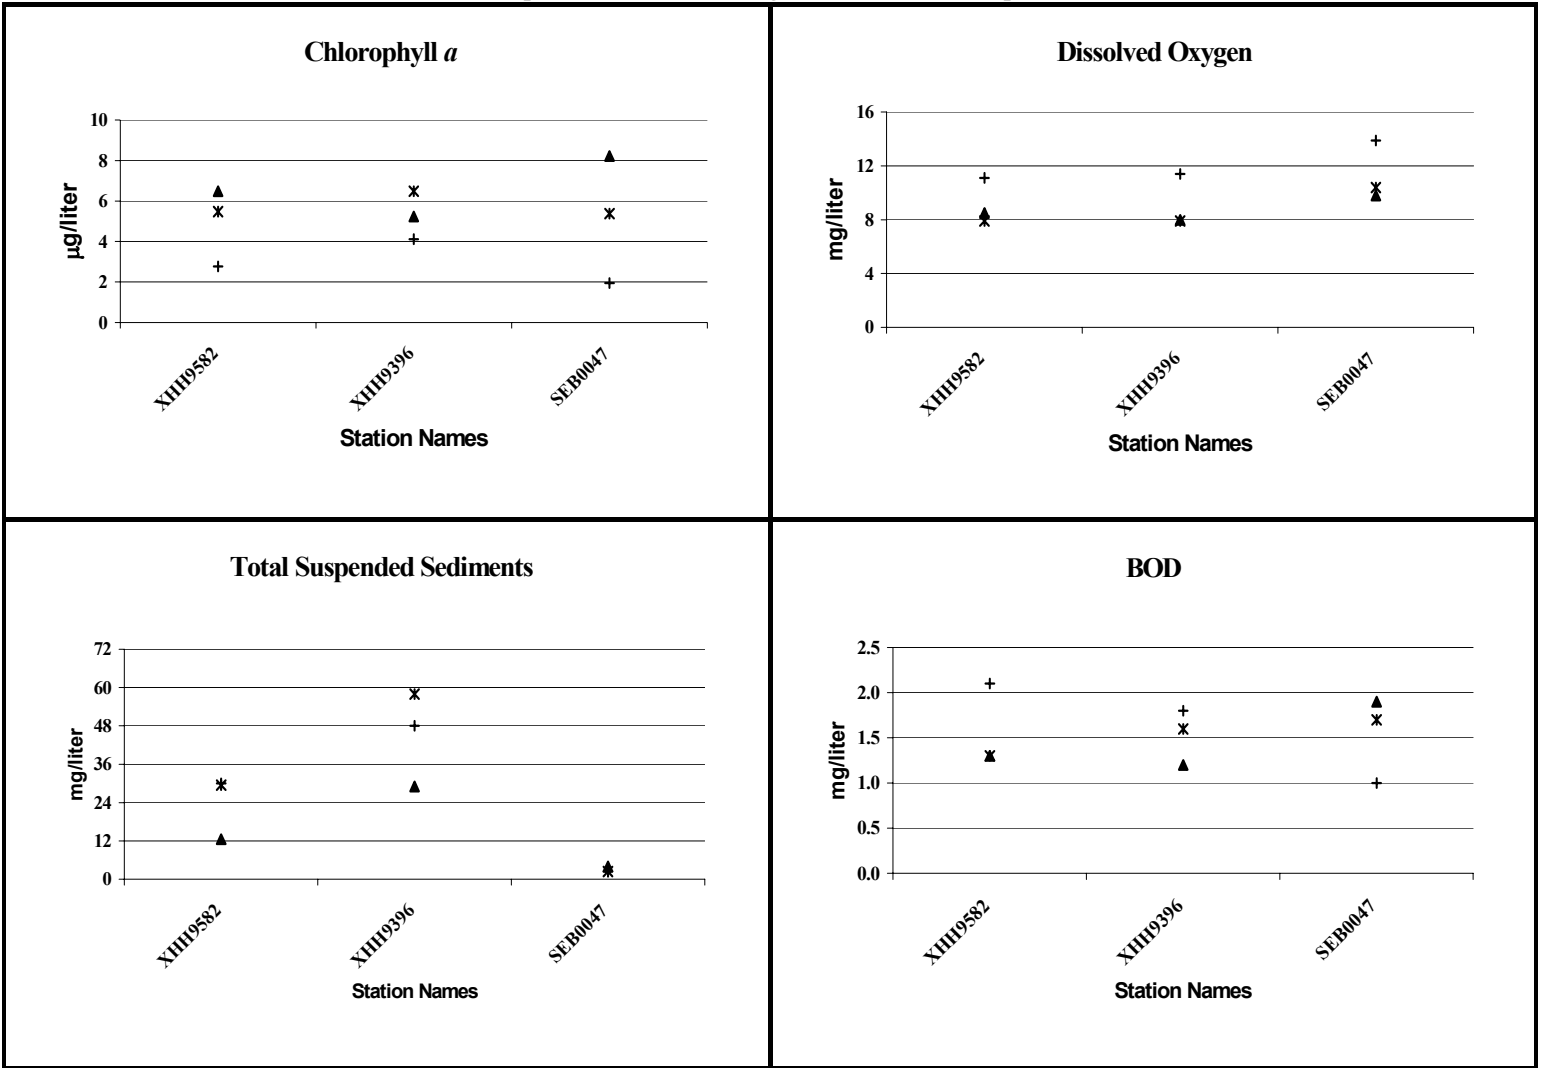 Chlorophyll a
10
8
6
4
2
0
µg/liter
XHH9582
XHH9396
SEB0047
Station Names
Dissolved Oxygen
16
12
8
4
0
mg/liter
XHH9582
XHH9396
SEB0047
Station Names
Total Suspended Sediments
72
60
48
36
24
12
0
mg/liter
XHH9582
XHH9396
SEB0047
Station Names
BOD
2.5
2.0
1.5
1.0
0.5
0.0
mg/liter
XHH9582
XHH9396
SEB0047
Station Names